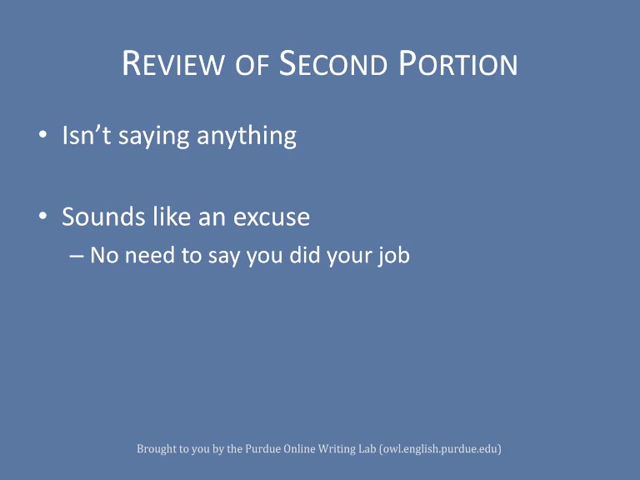 Review of Second Portion
• Isn’t saying anything
• Sounds like an excuse
– No need to say you did your job
Brought to you by the Purdue Online Writing Lab (owl.english.purdue.edu)